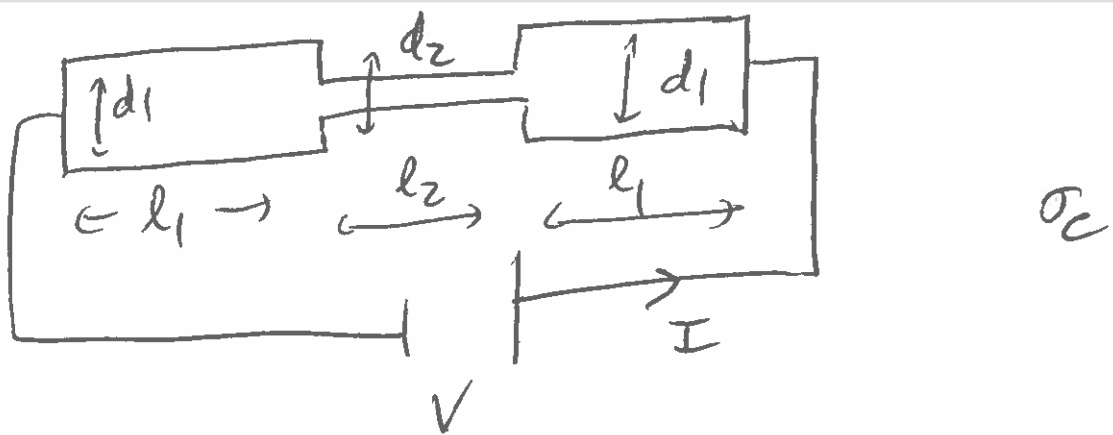 d₂
d₁
d₁
l₁
l₂
l₁
σc
I
V